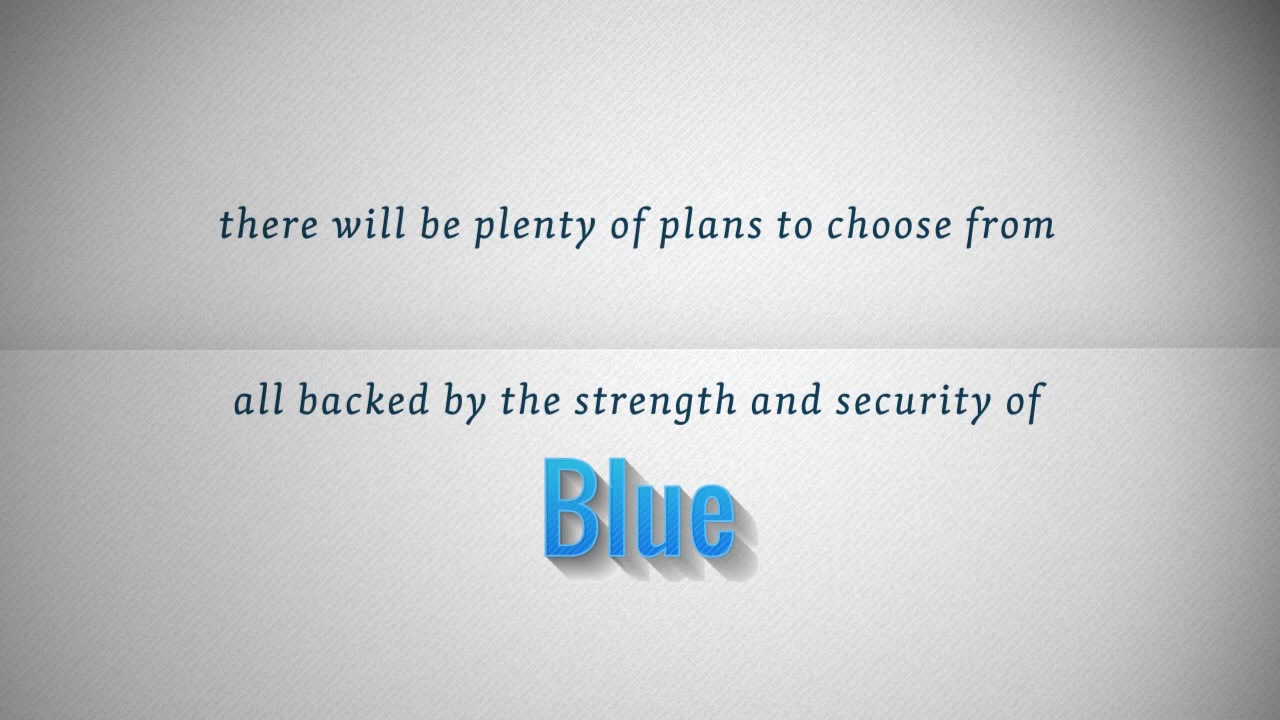 there will be plenty of plans to choose from
all backed by the strength and security of
Blue